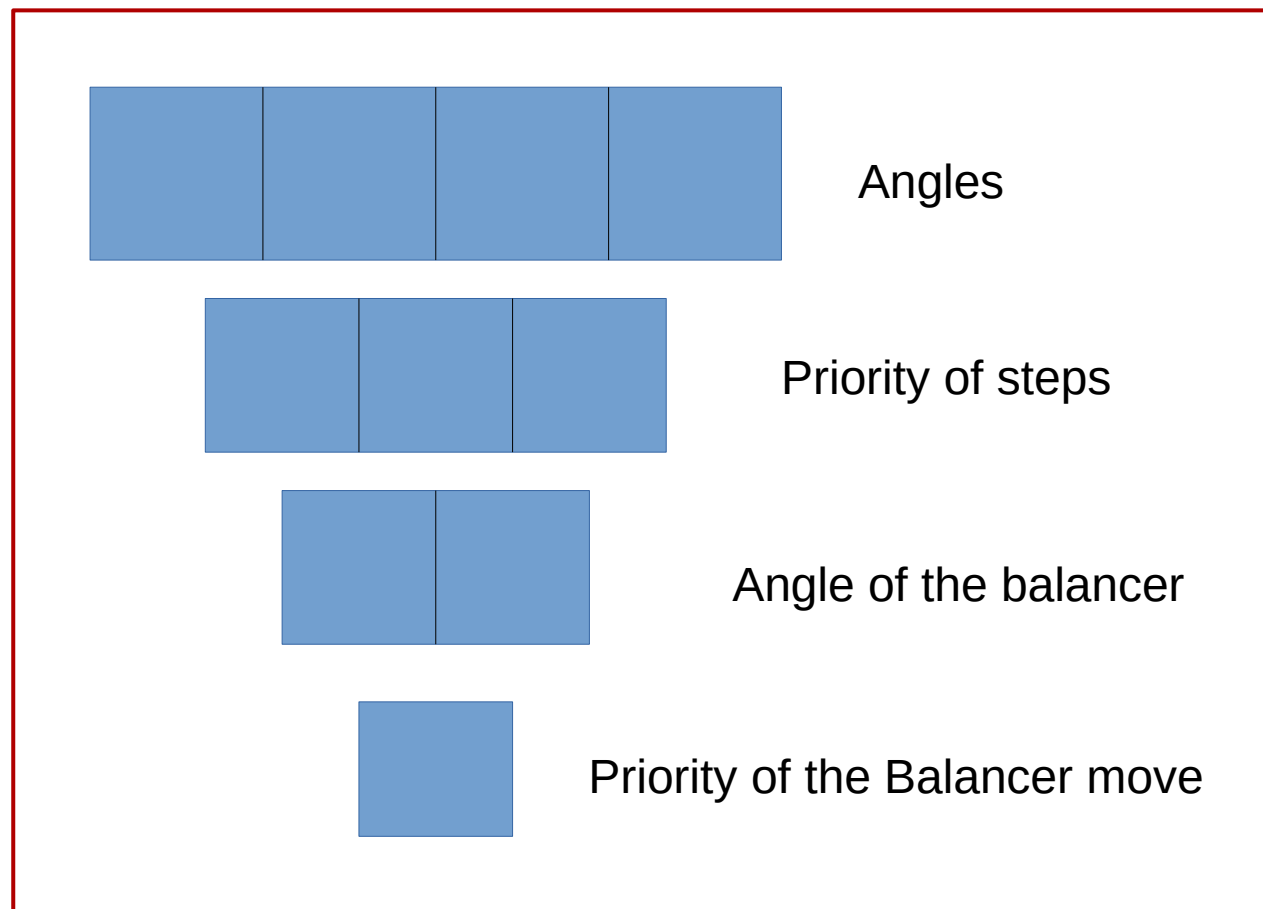 Angles
Priority of steps
Angle of the balancer
Priority of the Balancer move